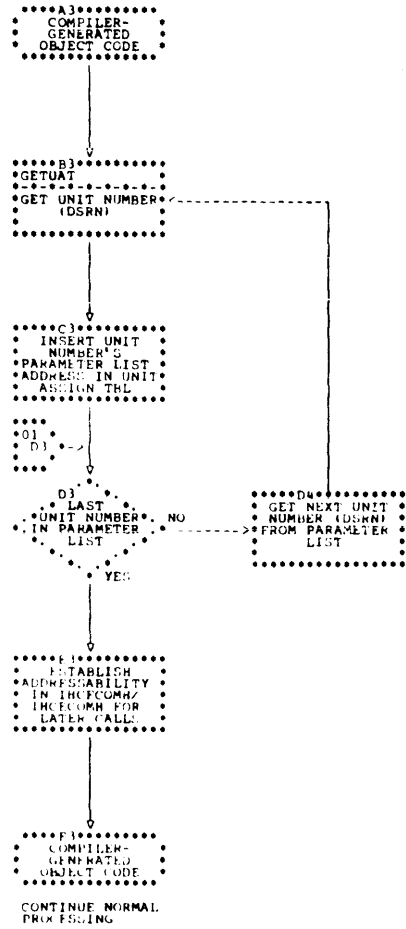 A3
COMPILER-
GENERATED
OBJECT CODE
B3
GETUAT
GET UNIT NUMBER
(DSRN)
C3
INSERT UNIT
NUMBER'S
PARAMETER LIST
ADDRESS IN UNIT
ASSIGN TBL
01
D3
D3
LAST
UNIT NUMBER
IN PARAMETER
LIST
NO
YES
D4
GET NEXT UNIT
NUMBER (DSRN)
FROM PARAMETER
LIST
E3
ESTABLISH
ADDRESSABILITY
IN IHCFCOMH/
IHCECOMH FOR
LATER CALLS
F3
COMPILER-
GENERATED
OBJECT CODE
CONTINUE NORMAL
PROCESSING